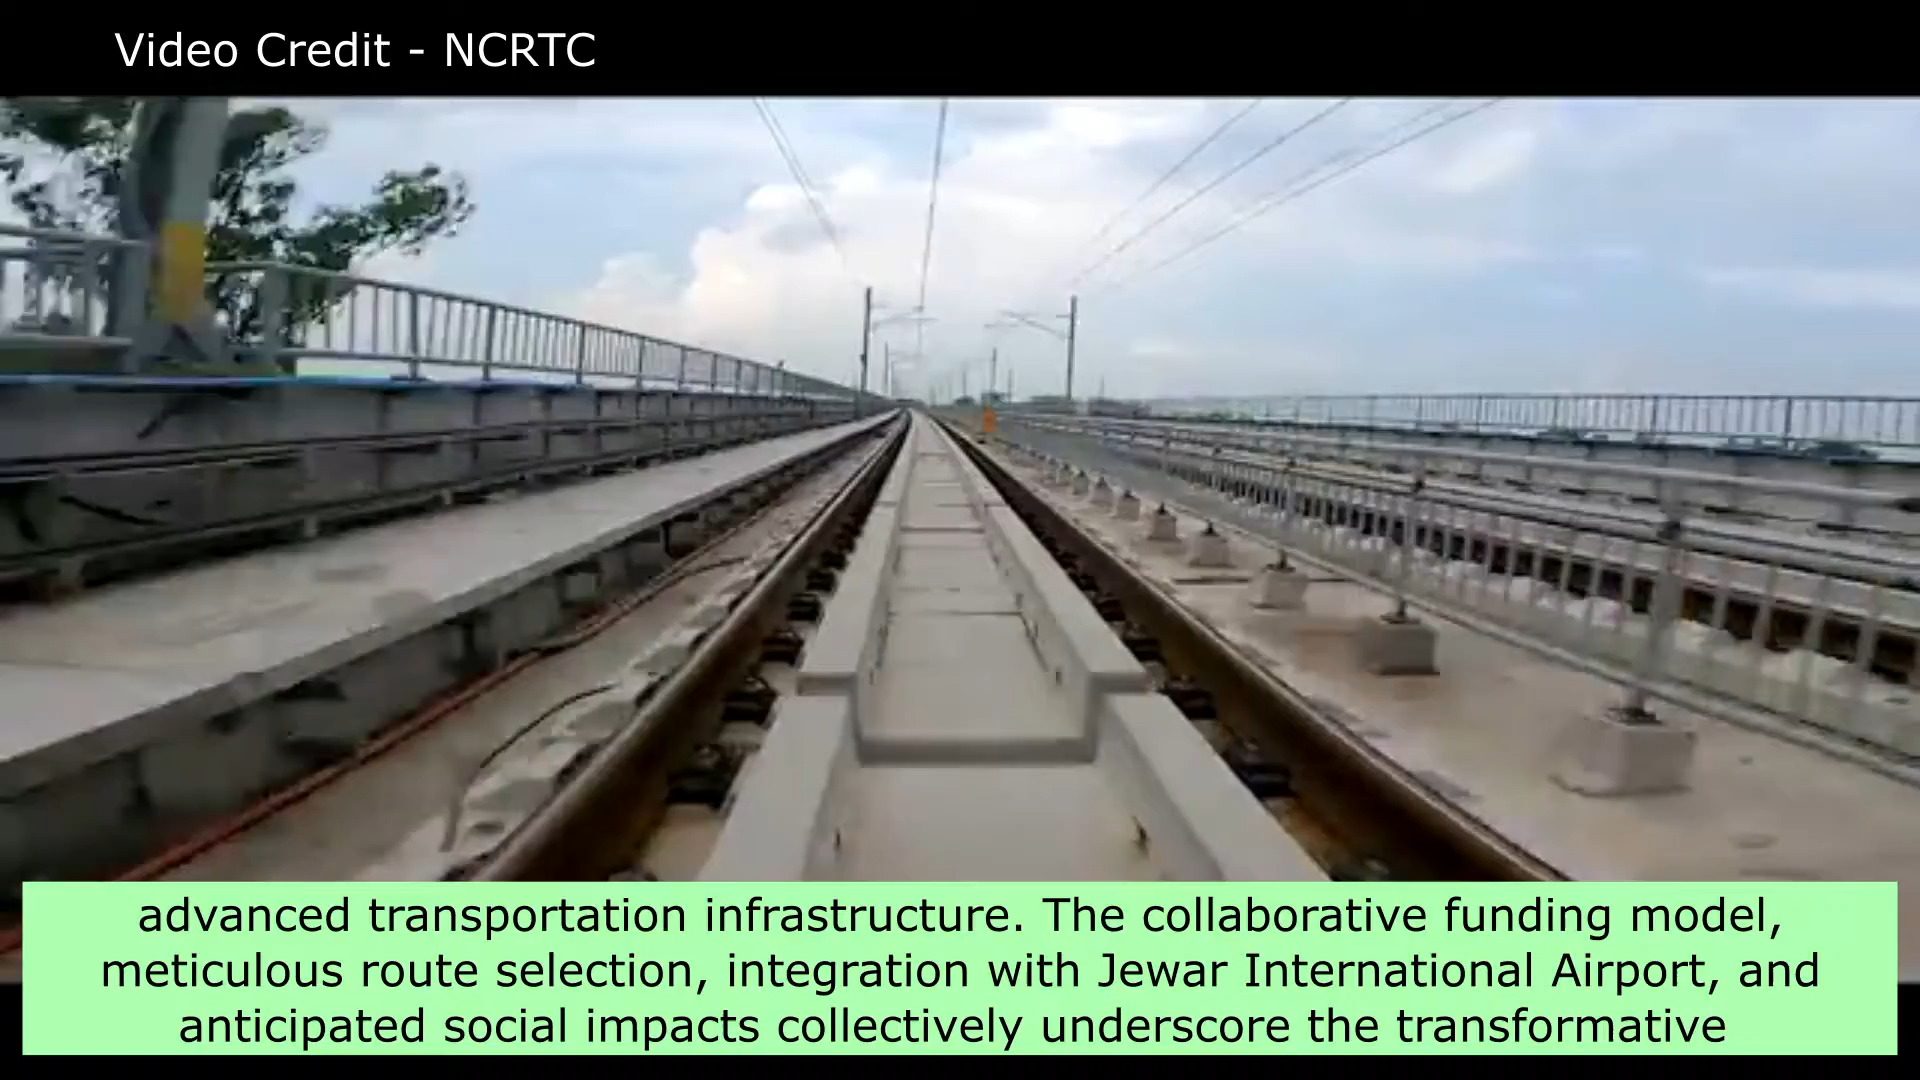 Video Credit - NCRTC
advanced transportation infrastructure. The collaborative funding model,
meticulous route selection, integration with Jewar International Airport, and
anticipated social impacts collectively underscore the transformative